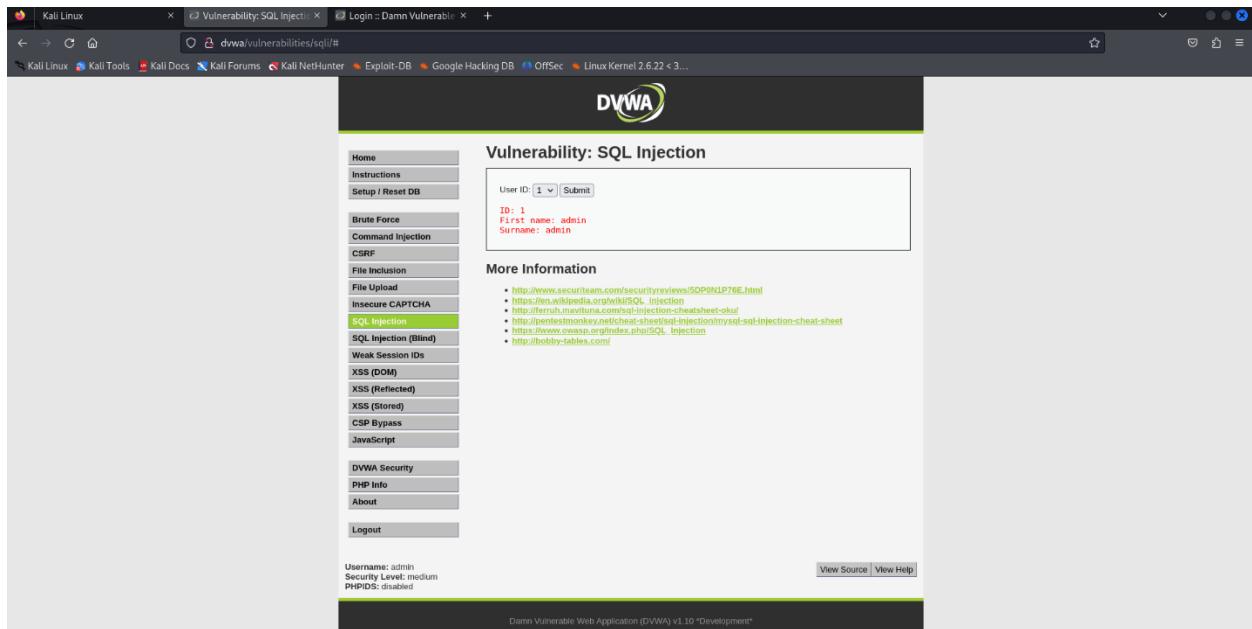 Kali Linux
Vulnerability: SQL Injectio
Login :: Damn Vulnerable
dvwa/vulnerabilities/sqli/#
Kali Linux Kali Tools Kali Docs Kali Forums Kali NetHunter Exploit-DB Google Hacking DB OffSec Linux Kernel 2.6.22 < 3...
DVWA
Home
Instructions
Setup / Reset DB
Brute Force
Command Injection
CSRF
File Inclusion
File Upload
Insecure CAPTCHA
SQL Injection
SQL Injection (Blind)
Weak Session IDs
XSS (DOM)
XSS (Reflected)
XSS (Stored)
CSP Bypass
JavaScript
DVWA Security
PHP Info
About
Logout
Vulnerability: SQL Injection
User ID: 1 Submit
ID: 1
First name: admin
Surname: admin
More Information
http://www.securiteam.com/securityreviews/5DP0N1P76E.html
https://en.wikipedia.org/wiki/SQL_injection
http://ferruh.mavituna.com/sql-injection-cheatsheet-oku/
http://pentestmonkey.net/cheat-sheet/sql-injection/mysql-sql-injection-cheat-sheet
https://www.owasp.org/index.php/SQL_Injection
http://bobby-tables.com/
Username: admin
Security Level: medium
PHPIDS: disabled
View Source View Help
Damn Vulnerable Web Application (DVWA) v1.10 *Development*